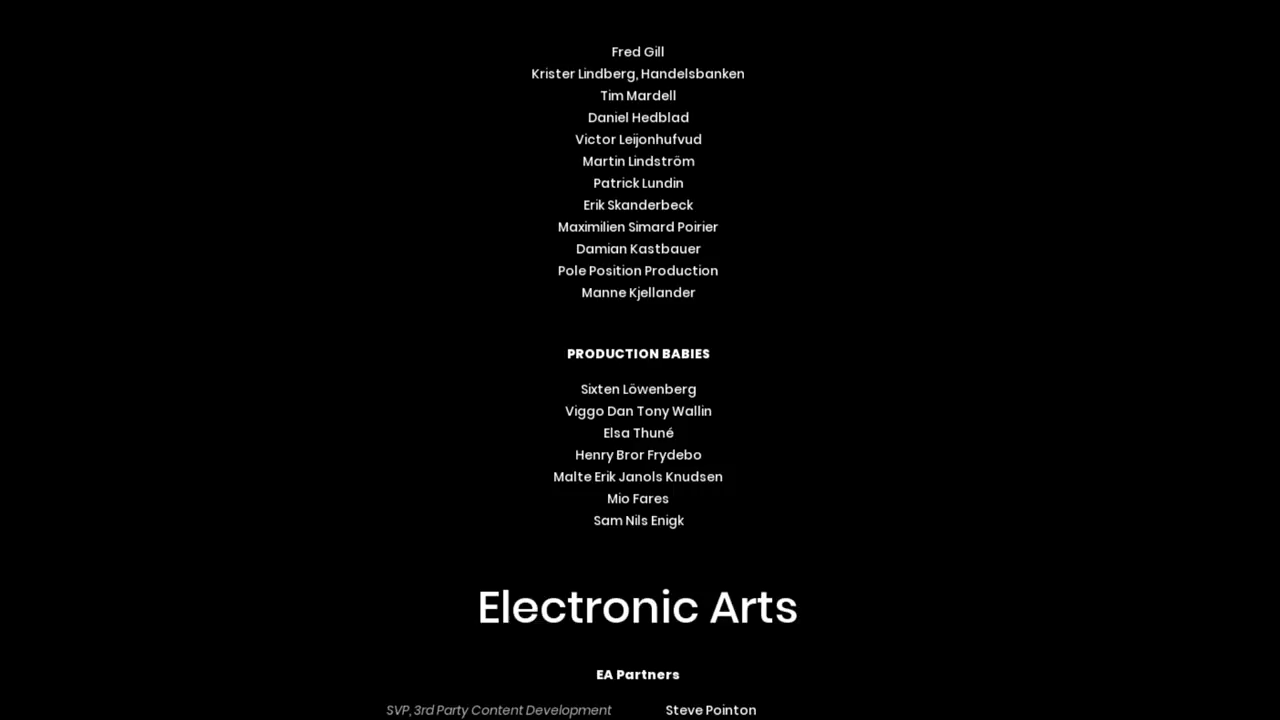 Fred Gill
Krister Lindberg, Handelsbanken
Tim Mardell
Daniel Hedblad
Victor Leijonhufvud
Martin Lindström
Patrick Lundin
Erik Skanderbeck
Maximilien Simard Poirier
Damian Kastbauer
Pole Position Production
Manne Kjellander
PRODUCTION BABIES
Sixten Löwenberg
Viggo Dan Tony Wallin
Elsa Thuné
Henry Bror Frydebo
Malte Erik Janols Knudsen
Mio Fares
Sam Nils Enigk
Electronic Arts
EA Partners
SVP, 3rd Party Content Development Steve Pointon